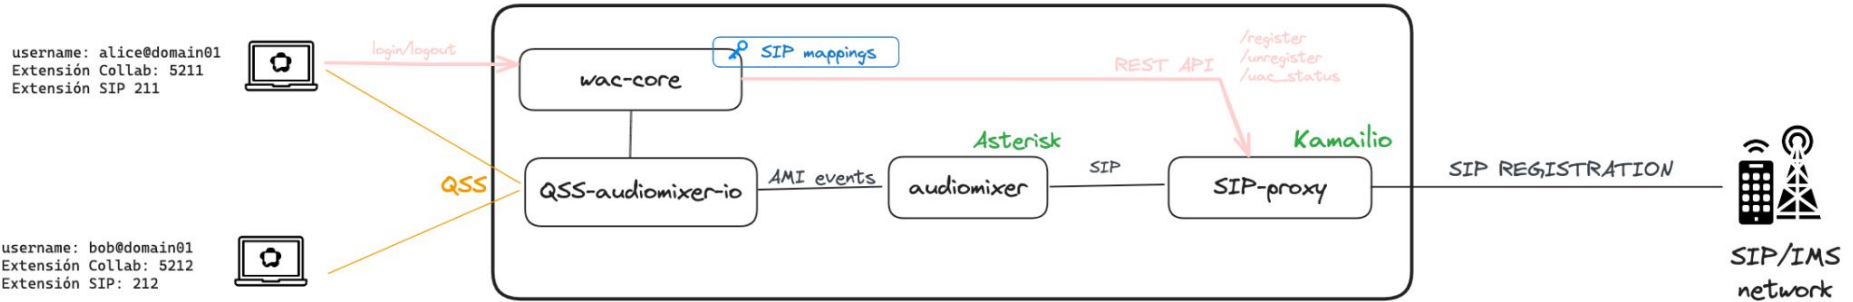 username: alice@domain01
Extensión Collab: 5211
Extensión SIP 211
login/logout
wac-core
SIP mappings
REST API
/register
/unregister
/uac_status
QSS
QSS-audiomixer-io
AMI events
Asterisk
audiomixer
SIP
Kamailio
SIP-proxy
SIP REGISTRATION
SIP/IMS
network
username: bob@domain01
Extensión Collab: 5212
Extensión SIP: 212